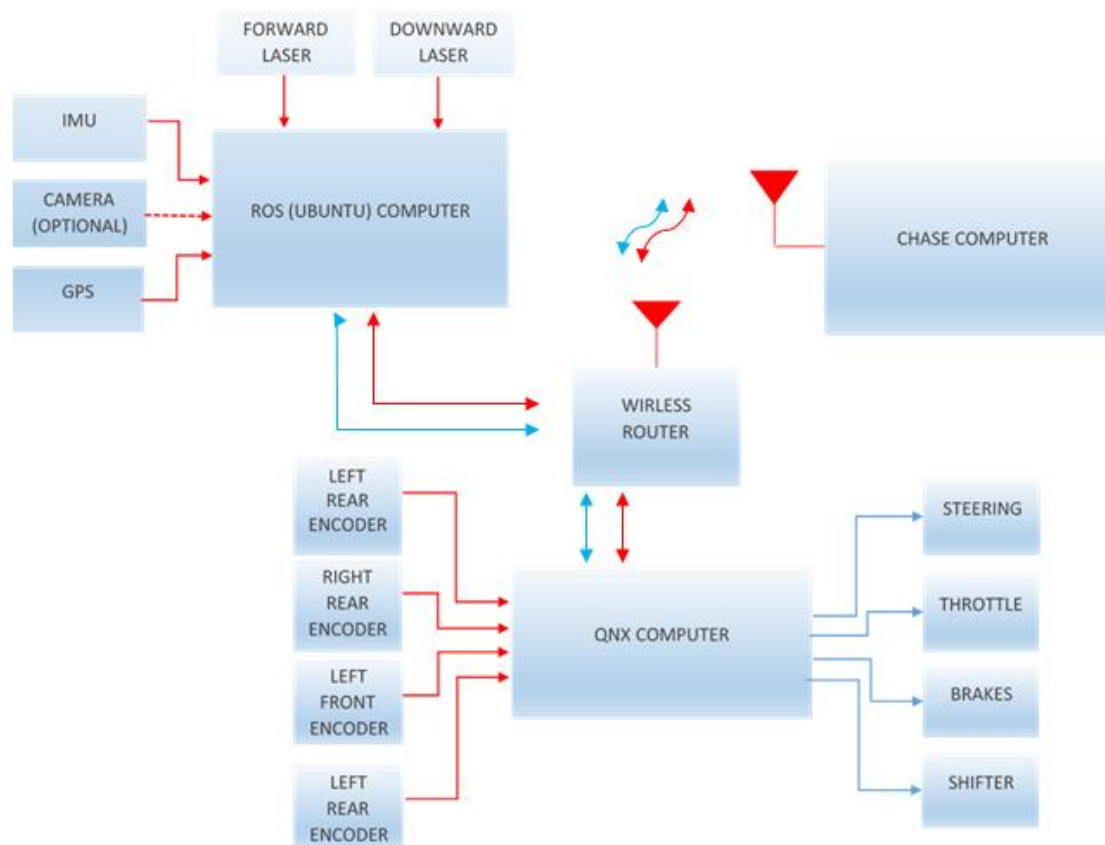 FORWARD
LASER
DOWNWARD
LASER
IMU
CAMERA
(OPTIONAL)
GPS
ROS (UBUNTU) COMPUTER
CHASE COMPUTER
WIRLESS
ROUTER
LEFT
REAR
ENCODER
RIGHT
REAR
ENCODER
LEFT
FRONT
ENCODER
LEFT
REAR
ENCODER
QNX COMPUTER
STEERING
THROTTLE
BRAKES
SHIFTER